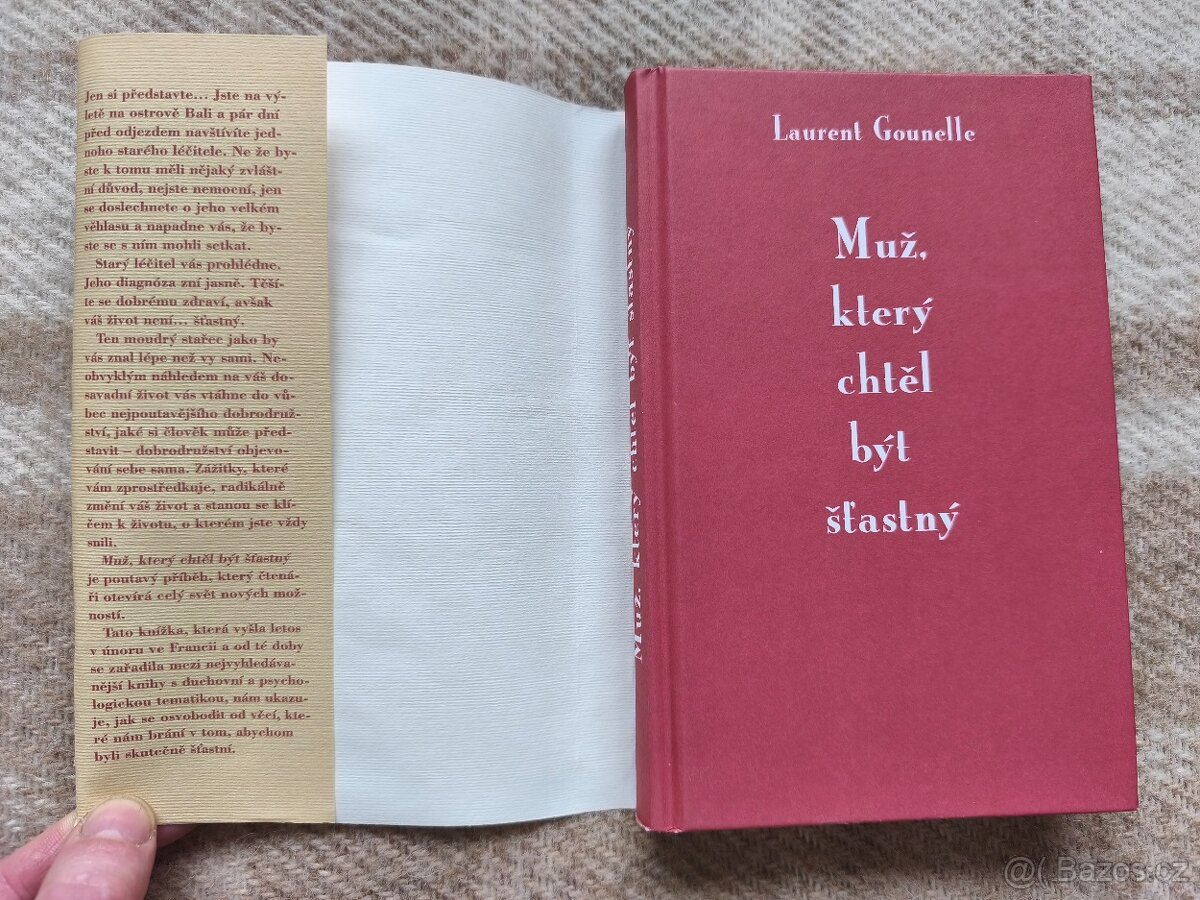 Jen si představte... Jste na vý-
letě na ostrově Bali a pár dní
před odjezdem navštívíte jed-
noho starého léčitele. Ne že by-
ste k tomu měli nějaký zvlášt-
ní důvod, nejste nemocní, jen
se doslechnete o jeho velkém
věhlasu a napadne vás, že by-
ste se s ním mohli setkat.
Starý léčitel vás prohlédne.
Jeho diagnóza zní jasně. Těší-
te se dobrému zdraví, avšak
váš život není... šťastný.
Ten moudrý stařec jako by
vás znal lépe než vy sami. Ne-
obvyklým náhledem na váš do-
savadní život vás vtáhne do vů-
bec nejpoutavějšího dobrodruž-
ství, jaké si člověk může před-
stavit – dobrodružství objevo-
vání sebe sama. Zážitky, které
vám zprostředkuje, radikálně
změní váš život a stanou se klí-
čem k životu, o kterém jste vždy
snili.
Muž, který chtěl být šťastný
je poutavý příběh, který čtená-
ři otevírá celý svět nových mož-
ností.
Tato knížka, která vyšla letos
v únoru ve Francii a od té doby
se zařadila mezi nejvyhledáva-
nější knihy s duchovní a psycho-
logickou tematikou, nám ukazu-
je, jak se osvobodit od věcí, kte-
ré nám brání v tom, abychom
byli skutečně šťastní.
Muž, který chtěl být šťastný
Laurent Gounelle
Muž,
který
chtěl
být
šťastný
@( Bazos.cz